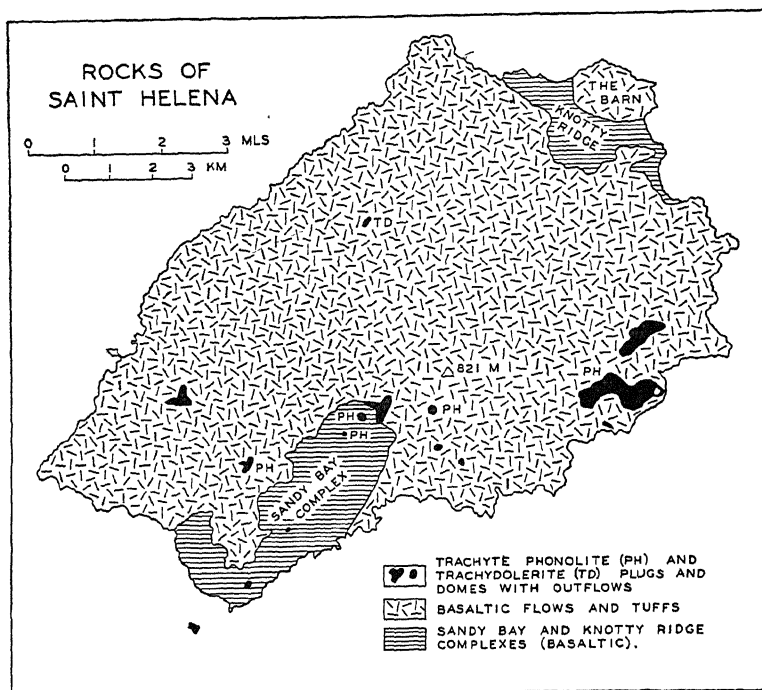 ROCKS OF
SAINT HELENA
0 1 2 3 MLS
0 1 2 3 KM
THE
BARN
KNOTTY
RIDGE
TD
821 M
PH
PH
PH
PH
PH
SANDY BAY
COMPLEX
TRACHYTE PHONOLITE (PH) AND
TRACHYDOLERITE (TD) PLUGS AND
DOMES WITH OUTFLOWS
BASALTIC FLOWS AND TUFFS
SANDY BAY AND KNOTTY RIDGE
COMPLEXES (BASALTIC).